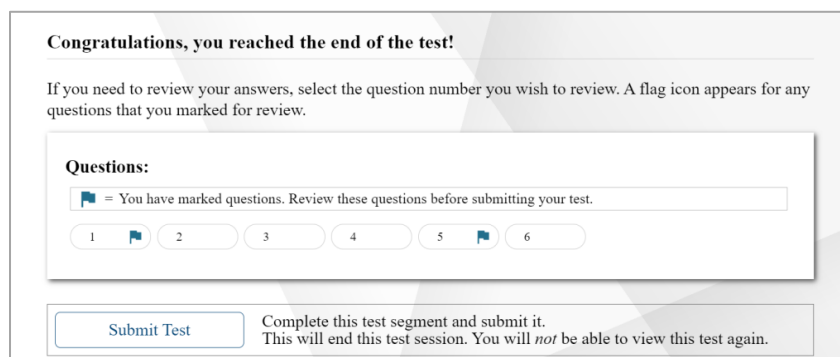 Congratulations, you reached the end of the test!
If you need to review your answers, select the question number you wish to review. A flag icon appears for any
questions that you marked for review.
Questions:
= You have marked questions. Review these questions before submitting your test.
1 2 3 4 5 6
Submit Test
Complete this test segment and submit it.
This will end this test session. You will not be able to view this test again.